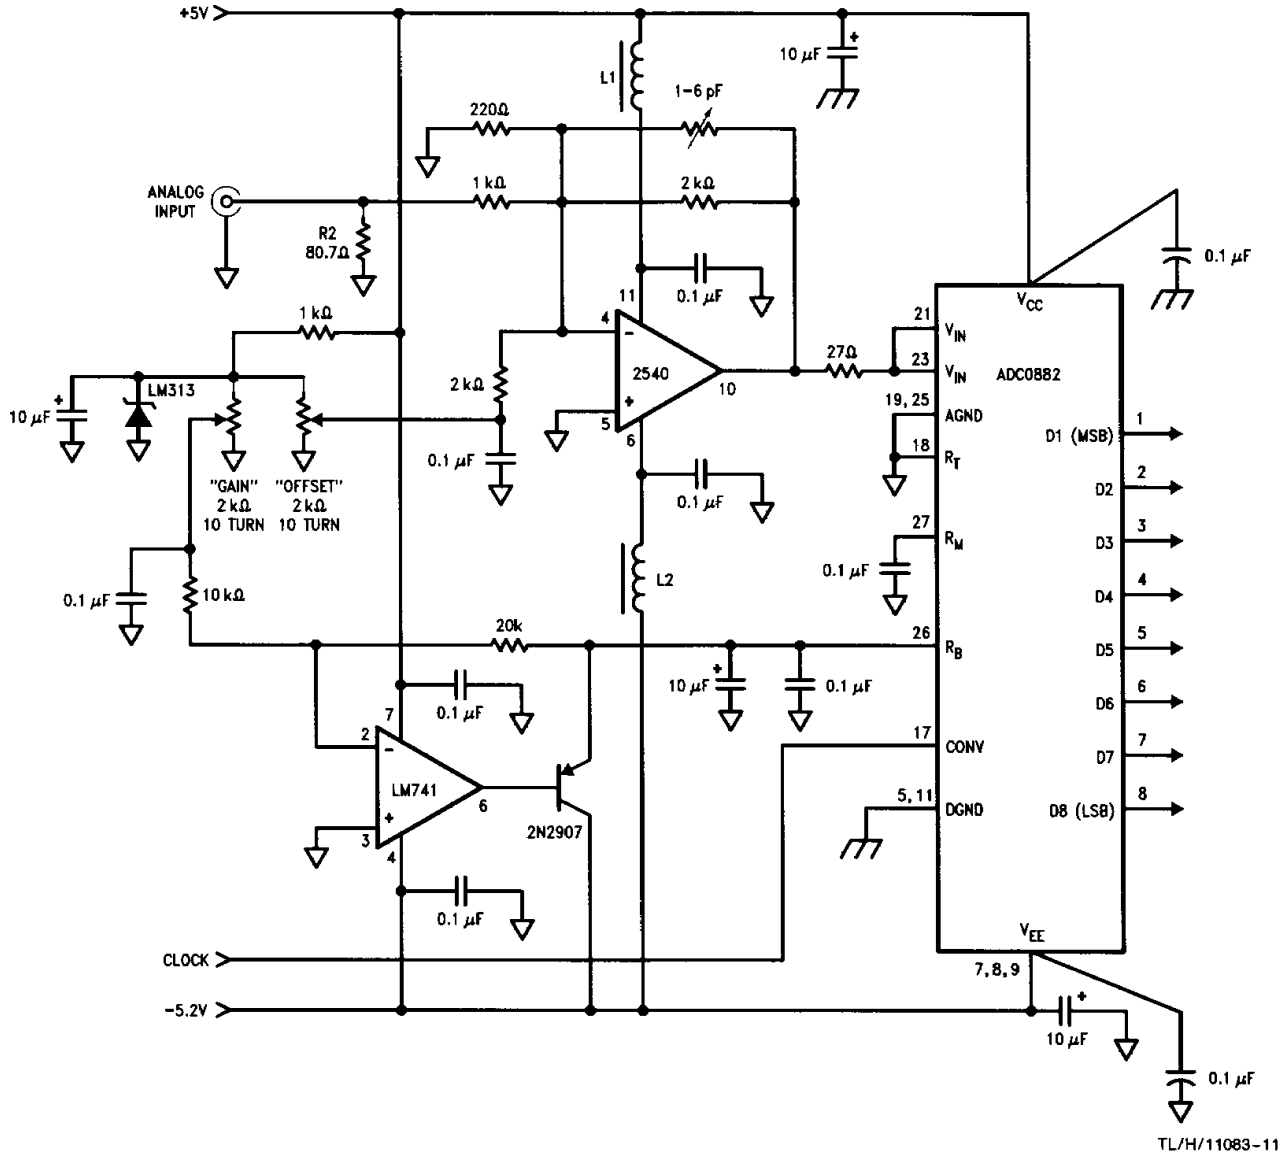 +5V
10 μF
+
L1
1-6 pF
220Ω
ANALOG
INPUT
1 kΩ
2 kΩ
R2
80.7Ω
0.1 μF
0.1 μF
11
VCC
1 kΩ
4
−
2540
10
+
5
6
27Ω
21
VIN
23
VIN
ADC0882
+
10 μF
LM313
2 kΩ
19, 25
AGND
18
RT
D1 (MSB)
1
0.1 μF
"GAIN"
2 kΩ
10 TURN
"OFFSET"
2 kΩ
10 TURN
0.1 μF
D2
2
27
RM
D3
3
0.1 μF
L2
0.1 μF
10 kΩ
D4
4
20k
26
RB
D5
5
+
10 μF
0.1 μF
0.1 μF
D6
6
7
2
−
LM741
6
+
3
4
2N2907
17
CONV
D7
7
5, 11
DGND
D8 (LSB)
8
0.1 μF
VEE
CLOCK
7, 8, 9
−5.2V
+
10 μF
0.1 μF
TL/H/11083-11